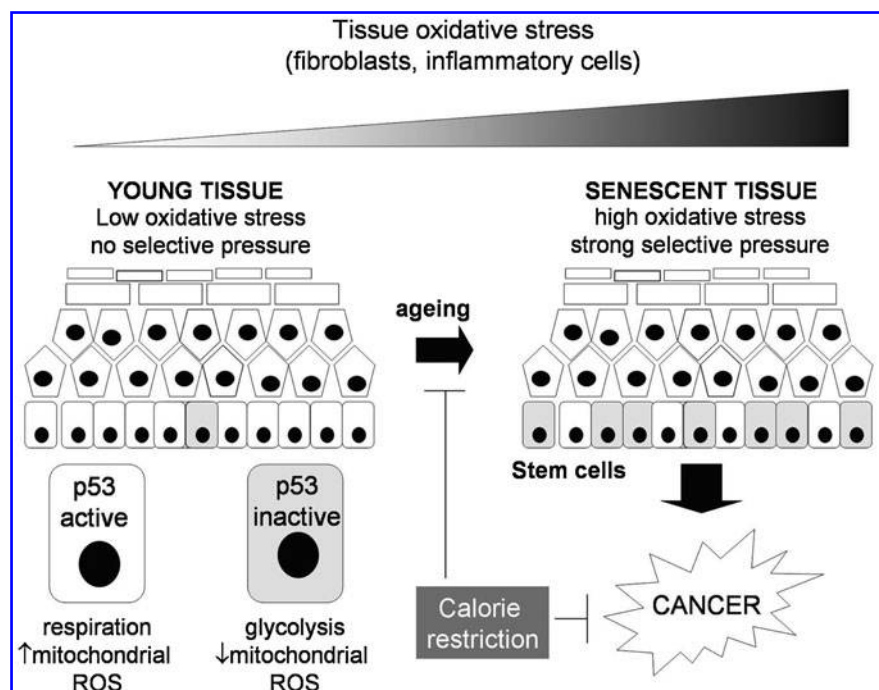 Tissue oxidative stress
(fibroblasts, inflammatory cells)
YOUNG TISSUE
Low oxidative stress
no selective pressure
SENESCENT TISSUE
high oxidative stress
strong selective pressure
ageing
Stem cells
p53
active
p53
inactive
respiration
↑mitochondrial
ROS
glycolysis
↓mitochondrial
ROS
Calorie
restriction
CANCER